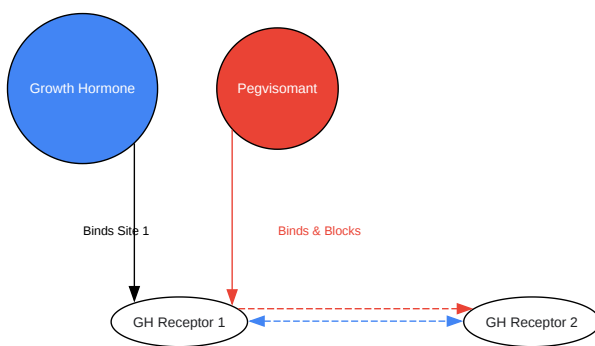 Growth Hormone
Pegvisomant
Binds Site 1
Binds & Blocks
GH Receptor 1
GH Receptor 2